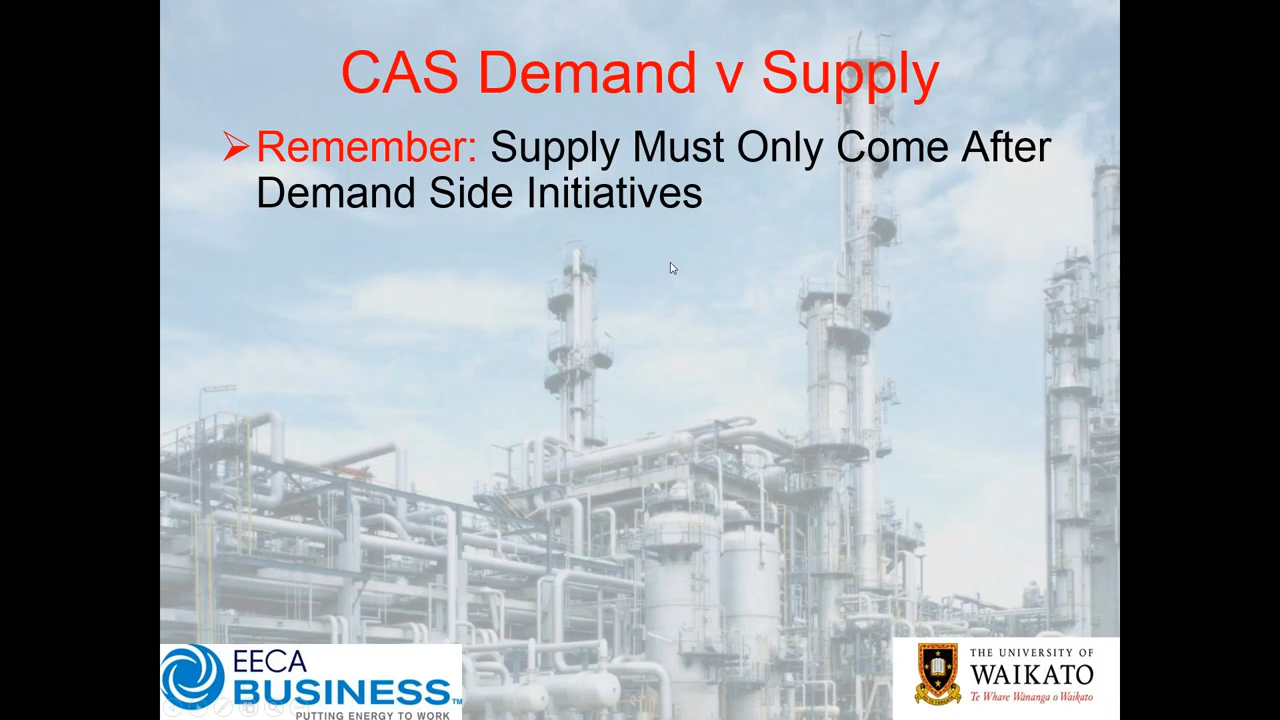 CAS Demand v Supply
➢Remember: Supply Must Only Come After
Demand Side Initiatives
EECA
BUSINESS™
PUTTING ENERGY TO WORK
THE UNIVERSITY OF
WAIKATO
Te Whare Wānanga o Waikato